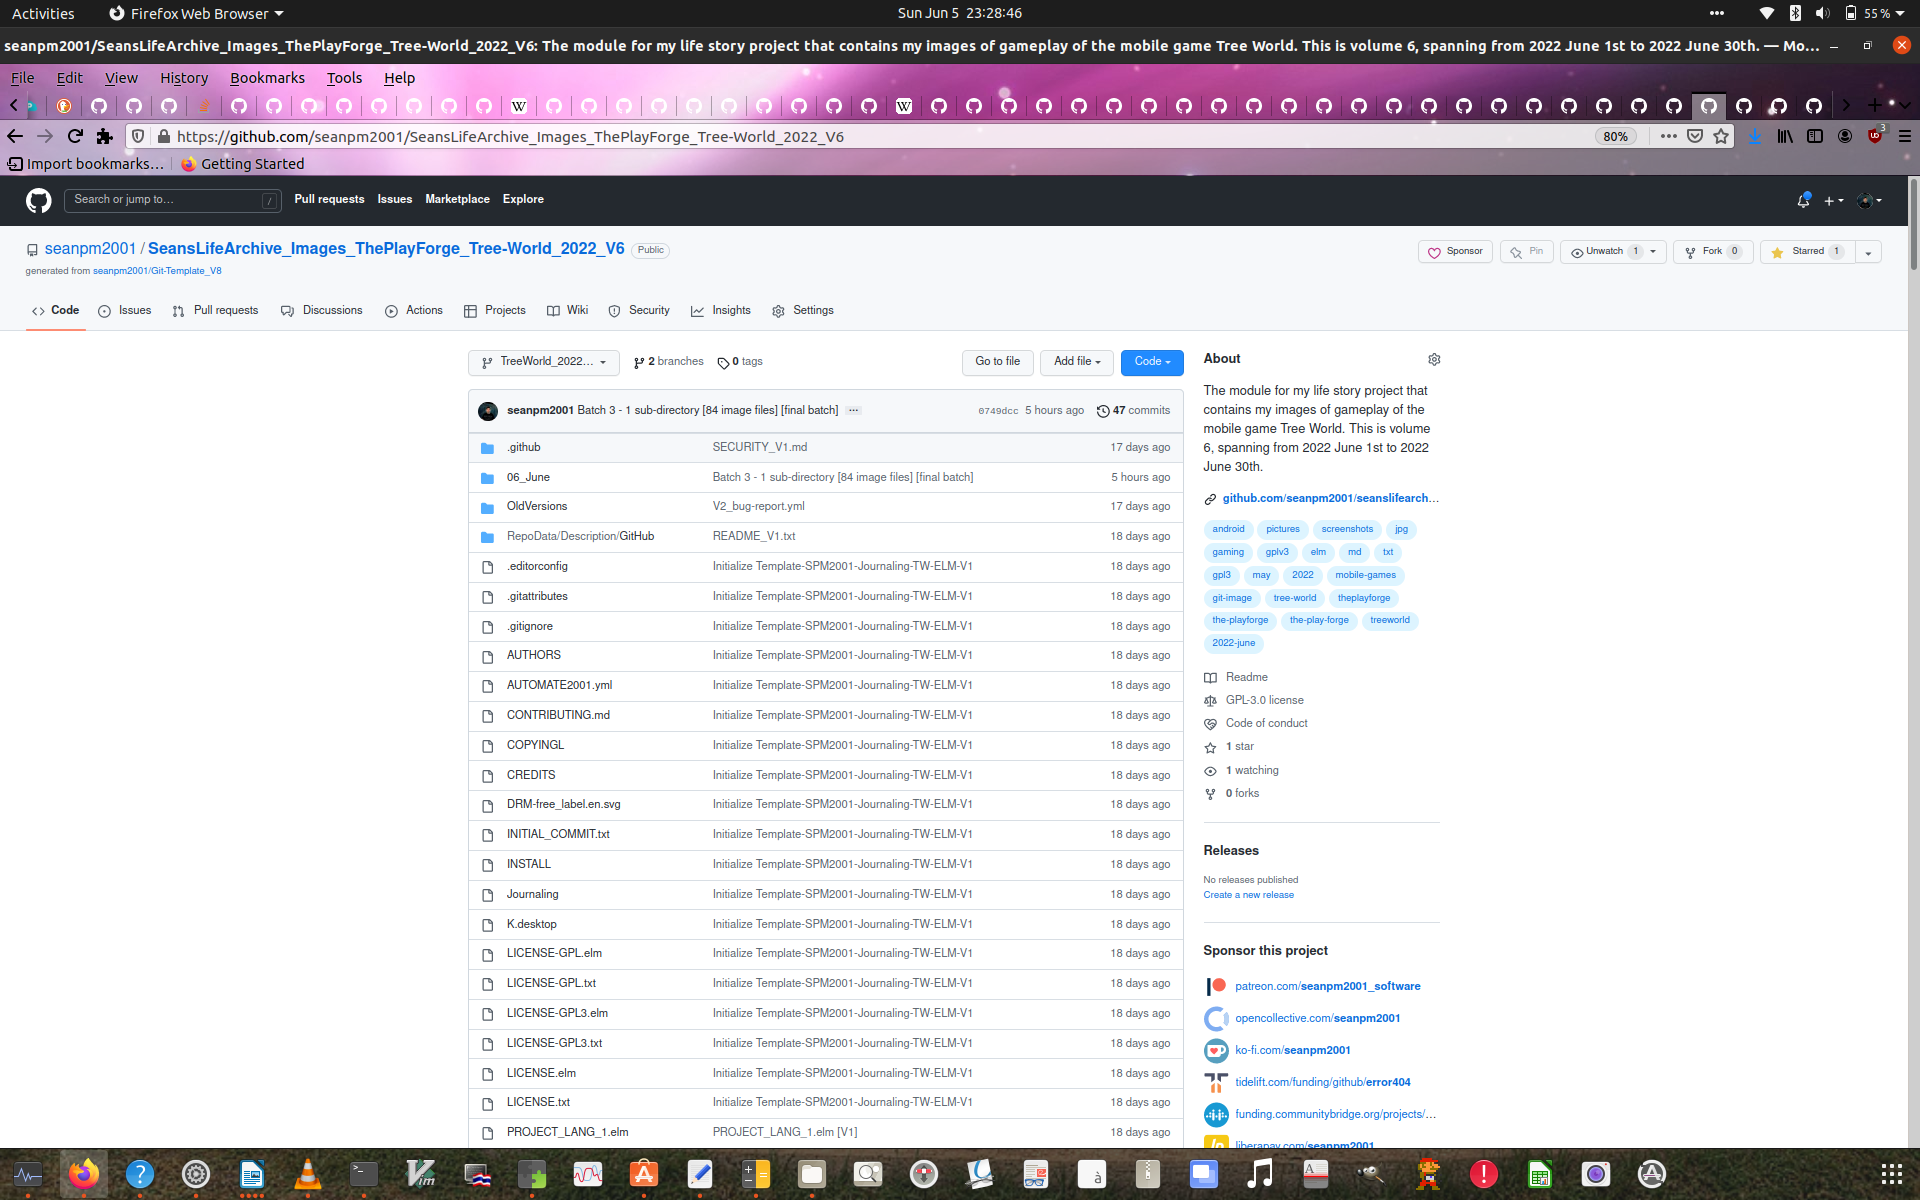 Activities Firefox Web Browser Sun Jun 5 23:28:46 55 %
seanpm2001/SeansLifeArchive_Images_ThePlayForge_Tree-World_2022_V6: The module for my life story project that contains my images of gameplay of the mobile game Tree World. This is volume 6, spanning from 2022 June 1st to 2022 June 30th. — Mo…
File Edit View History Bookmarks Tools Help
https://github.com/seanpm2001/SeansLifeArchive_Images_ThePlayForge_Tree-World_2022_V6 80% 3
Import bookmarks… Getting Started
Search or jump to… / Pull requests Issues Marketplace Explore
seanpm2001 / SeansLifeArchive_Images_ThePlayForge_Tree-World_2022_V6 Public Sponsor Pin Unwatch 1 Fork 0 Starred 1
generated from seanpm2001/Git-Template_V8
Code Issues Pull requests Discussions Actions Projects Wiki Security Insights Settings
TreeWorld_2022… 2 branches 0 tags Go to file Add file Code
seanpm2001 Batch 3 - 1 sub-directory [84 image files] [final batch] … 0749dcc 5 hours ago 47 commits
.github SECURITY_V1.md 17 days ago
06_June Batch 3 - 1 sub-directory [84 image files] [final batch] 5 hours ago
OldVersions V2_bug-report.yml 17 days ago
RepoData/Description/GitHub README_V1.txt 18 days ago
.editorconfig Initialize Template-SPM2001-Journaling-TW-ELM-V1 18 days ago
.gitattributes Initialize Template-SPM2001-Journaling-TW-ELM-V1 18 days ago
.gitignore Initialize Template-SPM2001-Journaling-TW-ELM-V1 18 days ago
AUTHORS Initialize Template-SPM2001-Journaling-TW-ELM-V1 18 days ago
AUTOMATE2001.yml Initialize Template-SPM2001-Journaling-TW-ELM-V1 18 days ago
CONTRIBUTING.md Initialize Template-SPM2001-Journaling-TW-ELM-V1 18 days ago
COPYINGL Initialize Template-SPM2001-Journaling-TW-ELM-V1 18 days ago
CREDITS Initialize Template-SPM2001-Journaling-TW-ELM-V1 18 days ago
DRM-free_label.en.svg Initialize Template-SPM2001-Journaling-TW-ELM-V1 18 days ago
INITIAL_COMMIT.txt Initialize Template-SPM2001-Journaling-TW-ELM-V1 18 days ago
INSTALL Initialize Template-SPM2001-Journaling-TW-ELM-V1 18 days ago
Journaling Initialize Template-SPM2001-Journaling-TW-ELM-V1 18 days ago
K.desktop Initialize Template-SPM2001-Journaling-TW-ELM-V1 18 days ago
LICENSE-GPL.elm Initialize Template-SPM2001-Journaling-TW-ELM-V1 18 days ago
LICENSE-GPL.txt Initialize Template-SPM2001-Journaling-TW-ELM-V1 18 days ago
LICENSE-GPL3.elm Initialize Template-SPM2001-Journaling-TW-ELM-V1 18 days ago
LICENSE-GPL3.txt Initialize Template-SPM2001-Journaling-TW-ELM-V1 18 days ago
LICENSE.elm Initialize Template-SPM2001-Journaling-TW-ELM-V1 18 days ago
LICENSE.txt Initialize Template-SPM2001-Journaling-TW-ELM-V1 18 days ago
PROJECT_LANG_1.elm PROJECT_LANG_1.elm [V1] 18 days ago
About
The module for my life story project that
contains my images of gameplay of the
mobile game Tree World. This is volume
6, spanning from 2022 June 1st to 2022
June 30th.
github.com/seanpm2001/seanslifearch…
android pictures screenshots jpg
gaming gplv3 elm md txt
gpl3 may 2022 mobile-games
git-image tree-world theplayforge
the-playforge the-play-forge treeworld
2022-june
Readme
GPL-3.0 license
Code of conduct
1 star
1 watching
0 forks
Releases
No releases published
Create a new release
Sponsor this project
patreon.com/seanpm2001_software
opencollective.com/seanpm2001
ko-fi.com/seanpm2001
tidelift.com/funding/github/error404
funding.communitybridge.org/projects/…
liberapay.com/seanpm2001